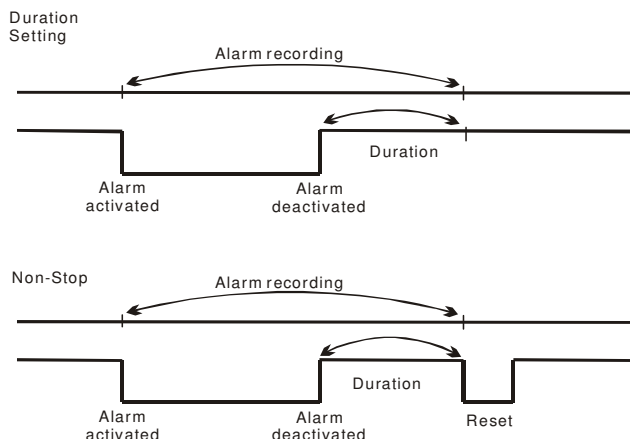 Duration
Setting
Alarm recording
Duration
Alarm
activated
Alarm
deactivated
Non-Stop
Alarm recording
Duration
Alarm
activated
Alarm
deactivated
Reset